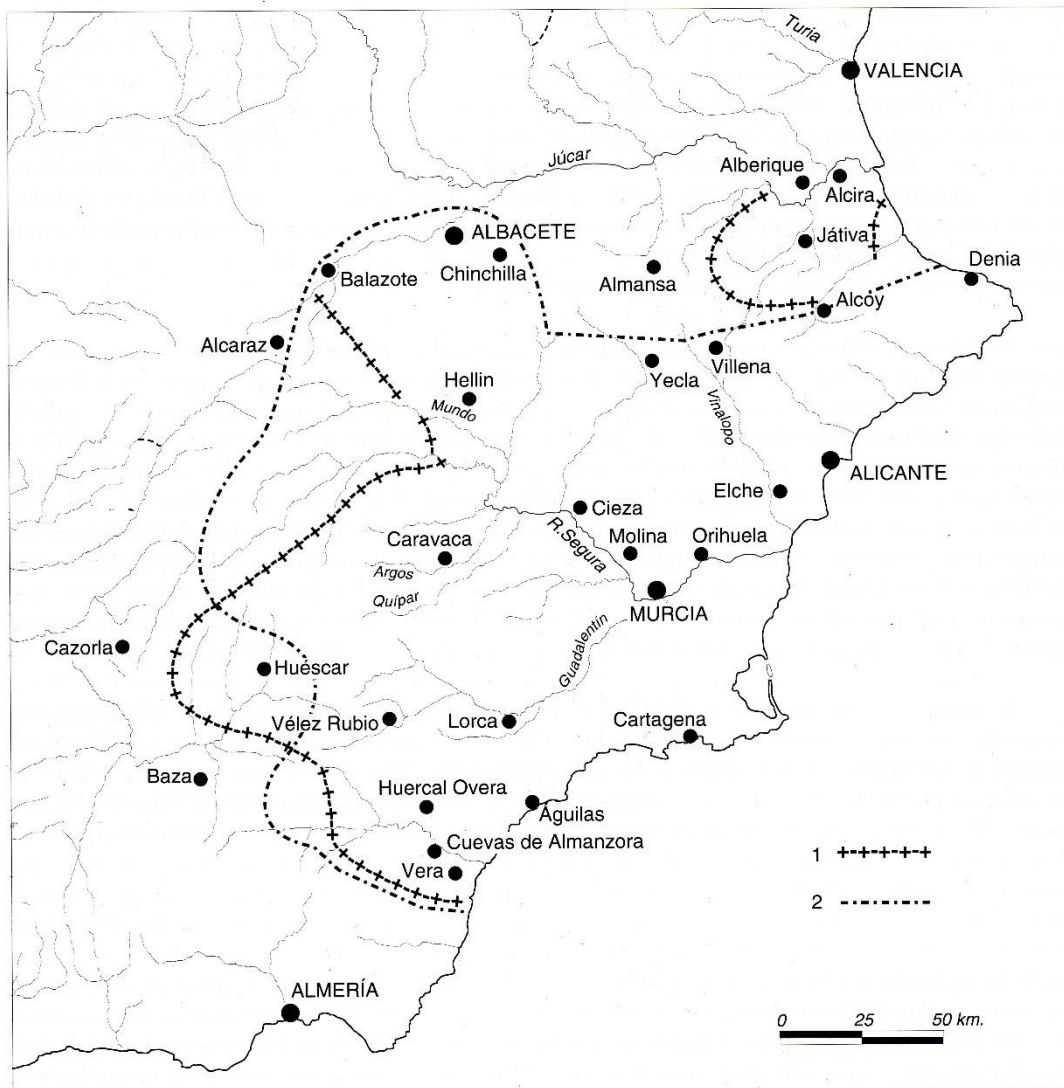 Turia
VALENCIA
Júcar
Alberique
Alcira
ALBACETE
Játiva
Chinchilla
Balazote
Almansa
Denia
Alcoy
Alcaraz
Villena
Yecla
Hellin
Mundo
Vinalopo
ALICANTE
Elche
Cieza
R.Segura
Molina
Orihuela
Caravaca
Argos
Quípar
MURCIA
Guadalentín
Cazorla
Huéscar
Vélez Rubio
Lorca
Cartagena
Baza
Huercal Overa
Aguilas
Cuevas de Almanzora
Vera
1
2
ALMERÍA
0 25 50 km.